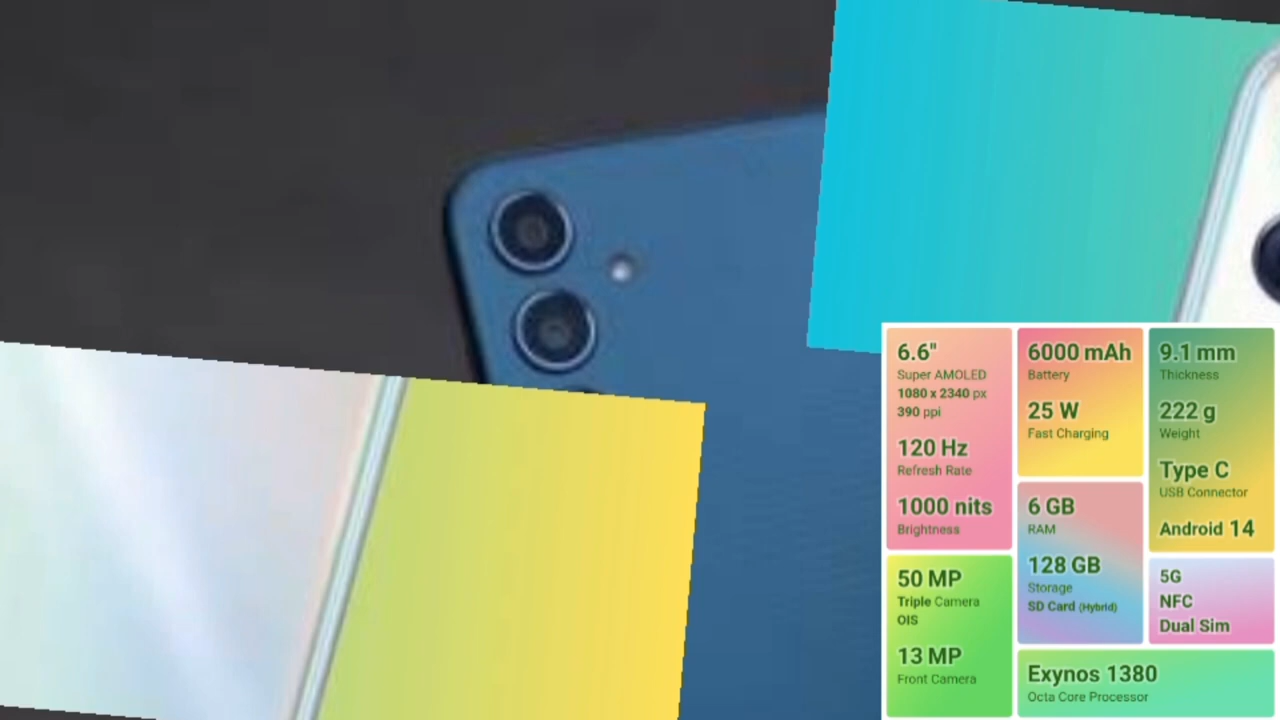 6.6"
Super AMOLED
1080 x 2340 px
390 ppi
120 Hz
Refresh Rate
1000 nits
Brightness
50 MP
Triple Camera
OIS
13 MP
Front Camera
6000 mAh
Battery
25 W
Fast Charging
6 GB
RAM
128 GB
Storage
SD Card (Hybrid)
9.1 mm
Thickness
222 g
Weight
Type C
USB Connector
Android 14
5G
NFC
Dual Sim
Exynos 1380
Octa Core Processor